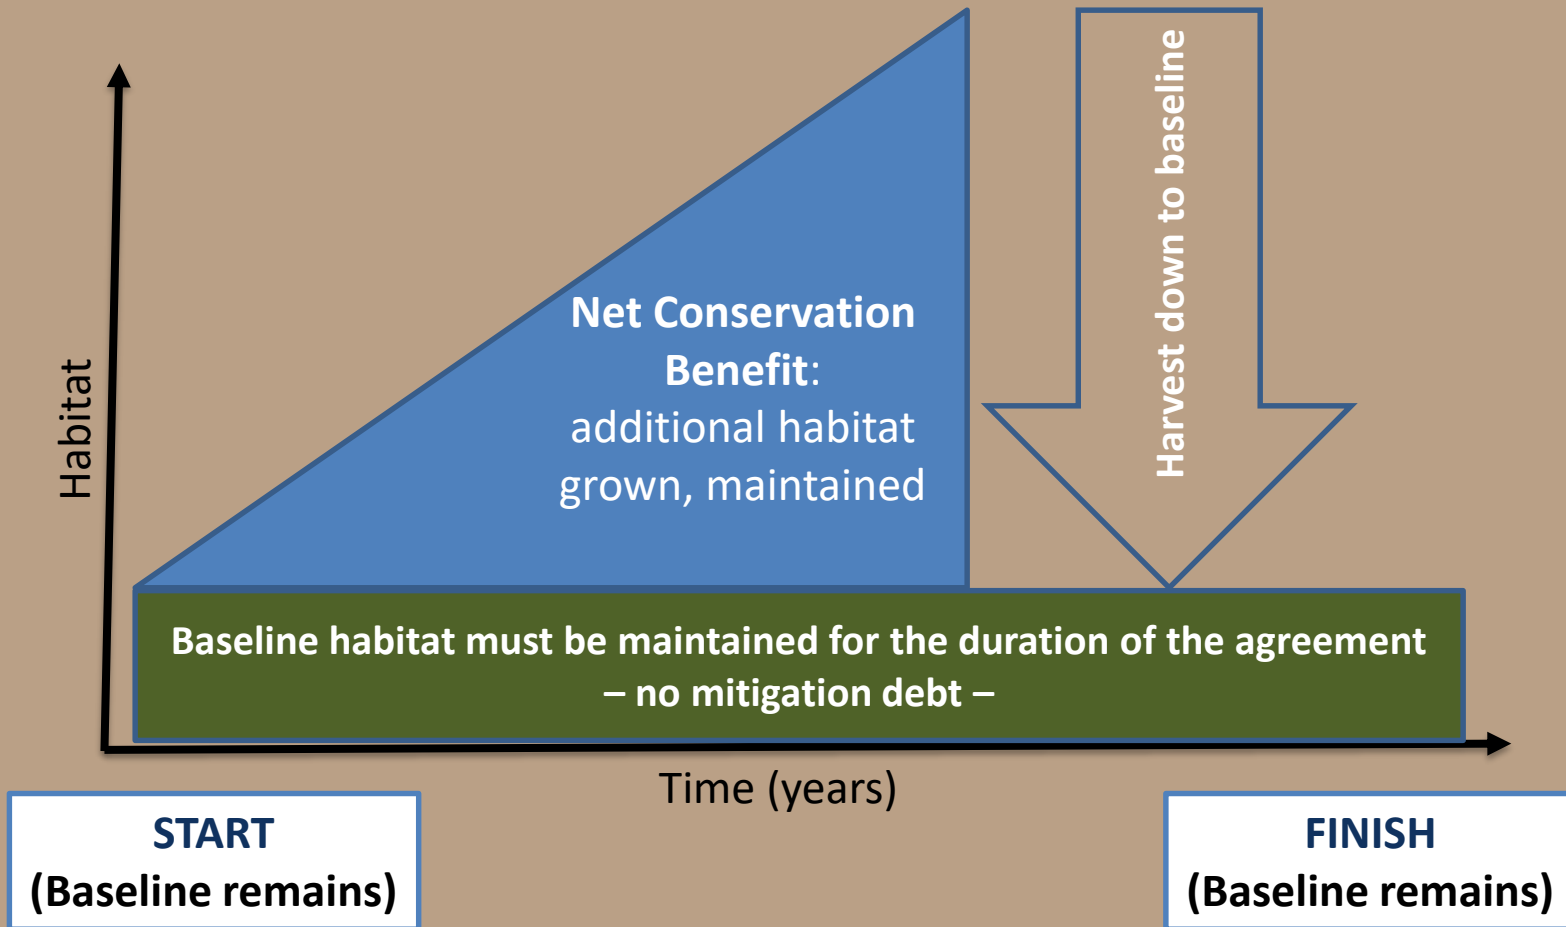 Habitat
Net Conservation
Benefit:
additional habitat
grown, maintained
Harvest down to baseline
Baseline habitat must be maintained for the duration of the agreement
– no mitigation debt –
Time (years)
START
(Baseline remains)
FINISH
(Baseline remains)